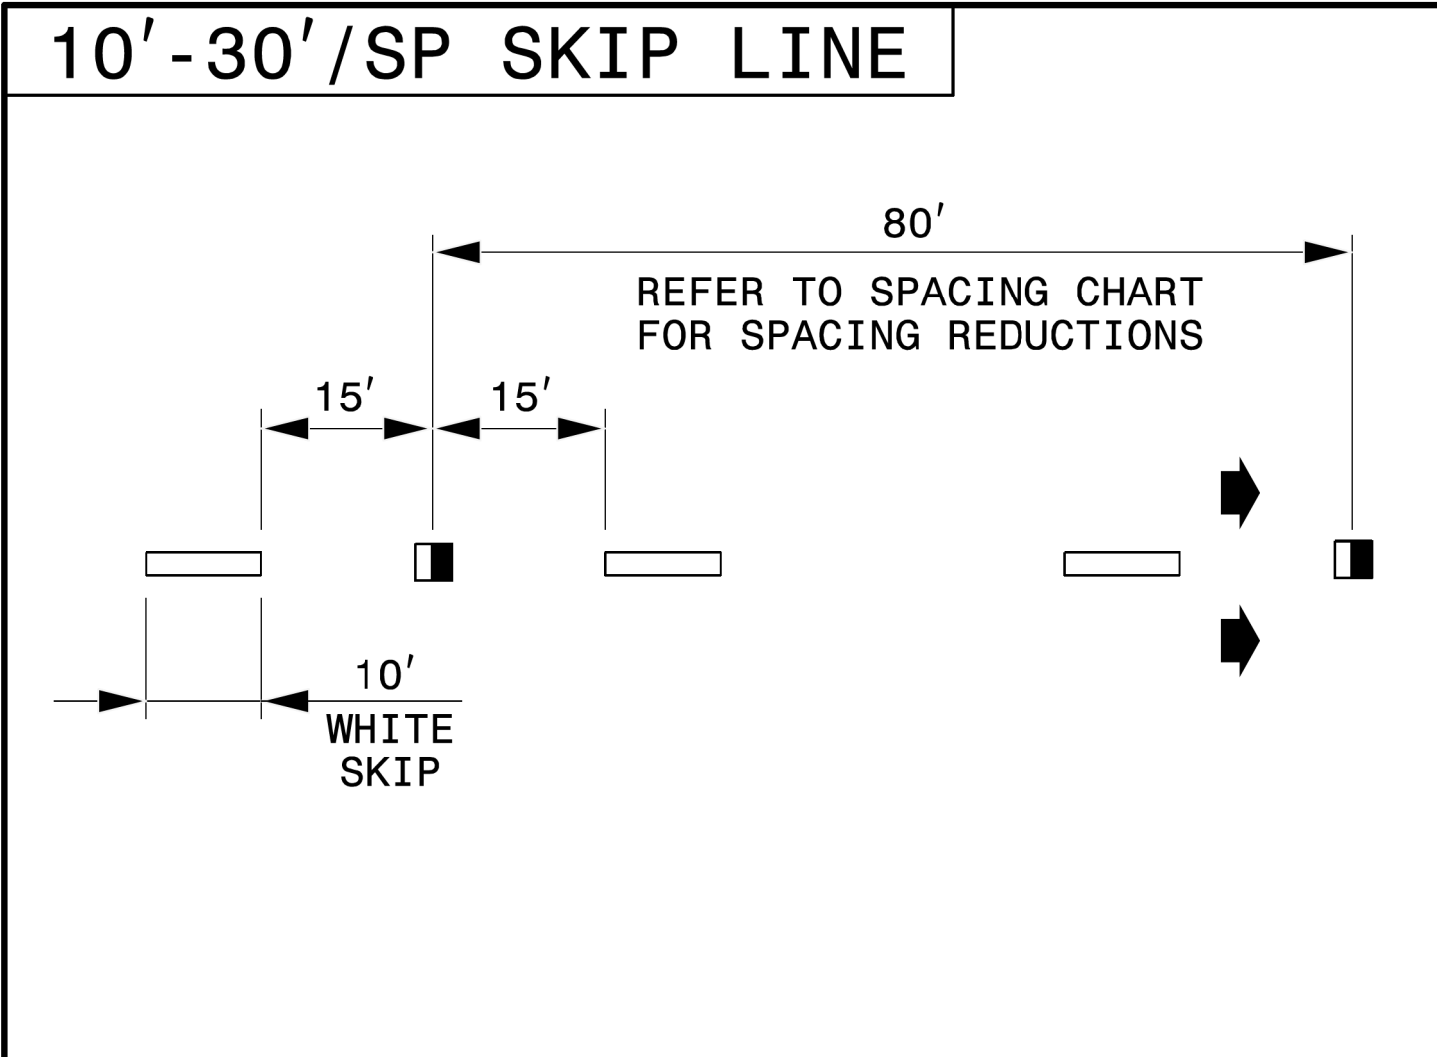 10'-30'/SP SKIP LINE
80'
REFER TO SPACING CHART
FOR SPACING REDUCTIONS
15'
15'
10'
WHITE
SKIP